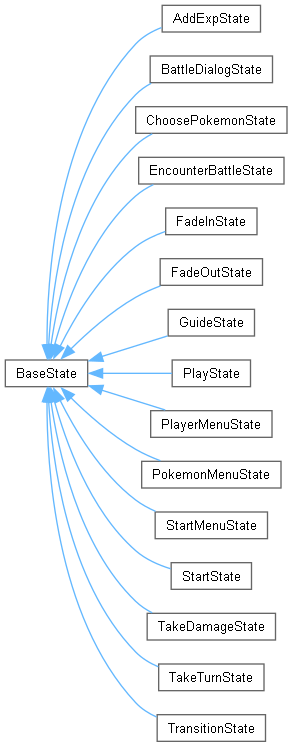 AddExpState
BattleDialogState
ChoosePokemonState
EncounterBattleState
FadeInState
FadeOutState
GuideState
BaseState
PlayState
PlayerMenuState
PokemonMenuState
StartMenuState
StartState
TakeDamageState
TakeTurnState
TransitionState